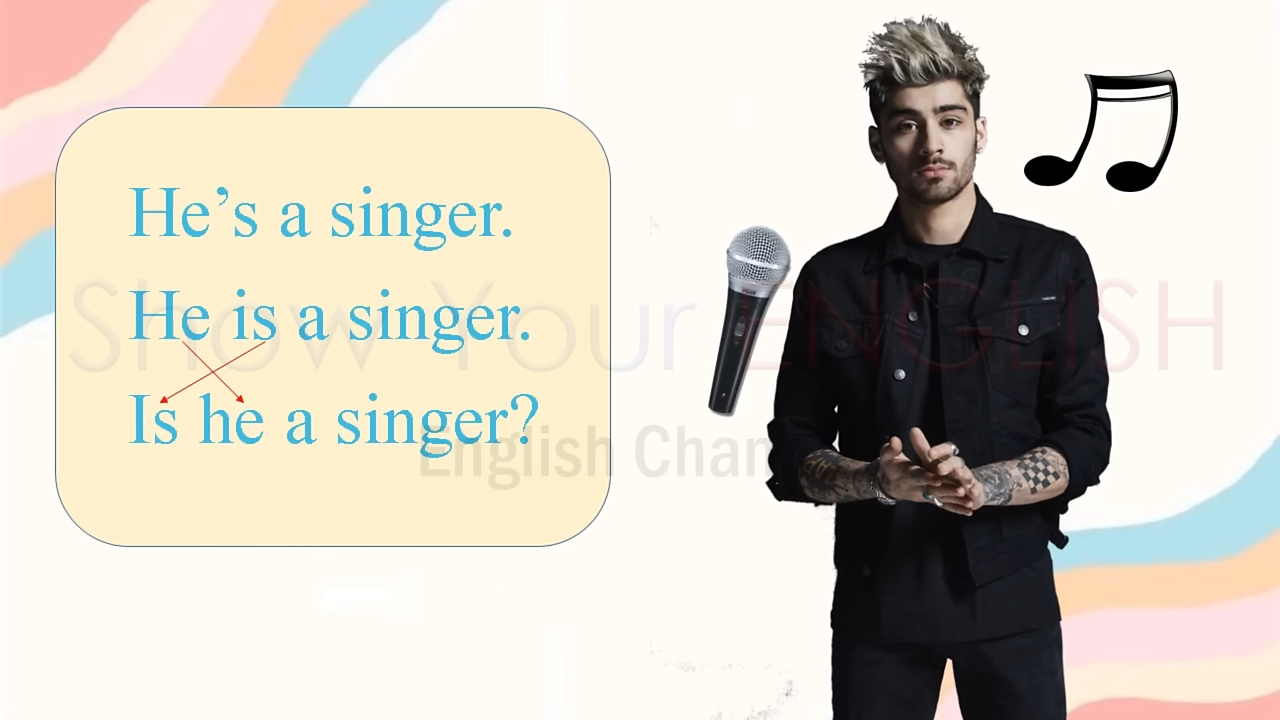 He’s a singer.
He is a singer.
Is he a singer?
Show Your ENGLISH
English Chan